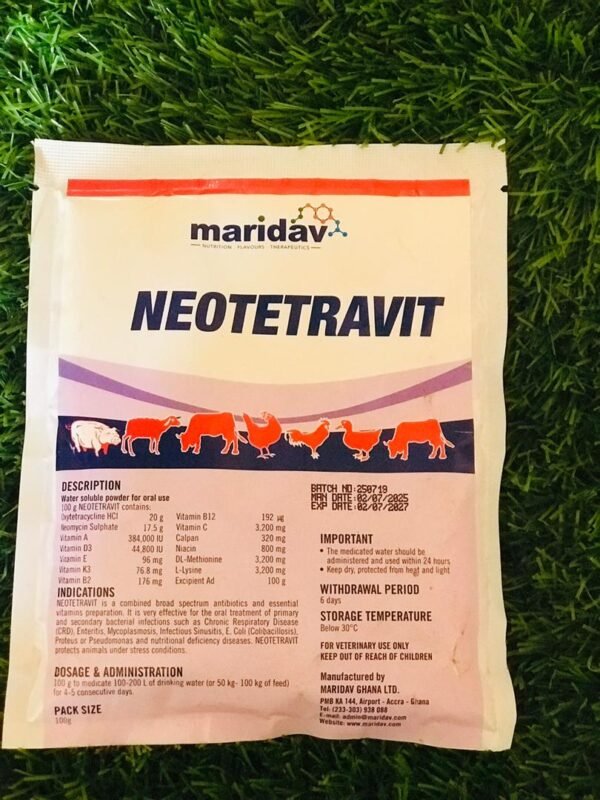 maridav
NUTRITION FLAVOURS THERAPEUTICS
NEOTETRAVIT
DESCRIPTION
Water soluble powder for oral use
100 g NEOTETRAVIT contains:
Oxytetracycline HCl 20 g
Neomycin Sulphate 17.5 g
Vitamin A 384,000 IU
Vitamin D3 44,800 IU
Vitamin E 96 mg
Vitamin K3 76.8 mg
Vitamin B2 176 mg
Vitamin B12 192 µg
Vitamin C 3,200 mg
Calpan 320 mg
Niacin 800 mg
DL-Methionine 3,200 mg
L-Lysine 3,200 mg
Excipient Ad 100 g
INDICATIONS
NEOTETRAVIT is a combined broad spectrum antibiotics and essential
vitamins preparation. It is very effective for the oral treatment of primary
and secondary bacterial infections such as Chronic Respiratory Disease
(CRD), Enteritis, Mycoplasmosis, Infectious Sinusitis, E. Coli (Colibacillosis),
Proteus or Pseudomonas and nutritional deficiency diseases. NEOTETRAVIT
protects animals under stress conditions.
DOSAGE & ADMINISTRATION
100 g to medicate 100-200 L of drinking water (or 50 kg- 100 kg of feed)
for 4-5 consecutive days
PACK SIZE
100g
BATCH NO:250719
MAN DATE:02/07/2025
EXP DATE:02/07/2027
IMPORTANT
• The medicated water should be
administered and used within 24 hours
• Keep dry, protected from heat and light
WITHDRAWAL PERIOD
6 days
STORAGE TEMPERATURE
Below 30°C
FOR VETERINARY USE ONLY
KEEP OUT OF REACH OF CHILDREN
Manufactured by
MARIDAV GHANA LTD.
PMB KA 144, Airport - Accra - Ghana
Tel: (233-303) 938 088
E-mail: admin@maridav.com
Website: www.maridav.com